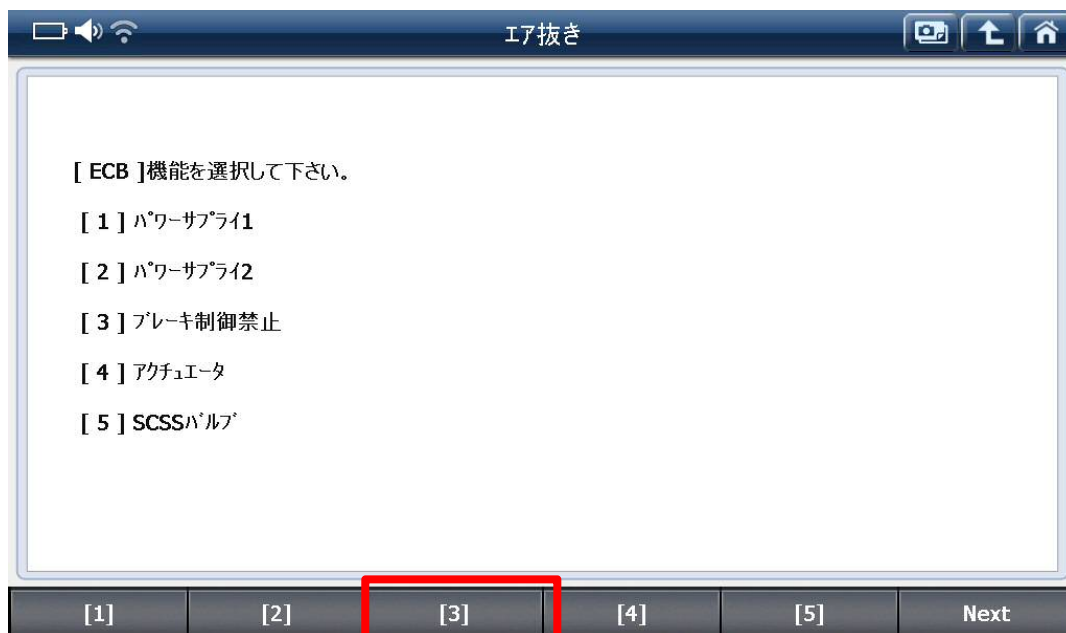 エア抜き
[ ECB ]機能を選択して下さい。
[ 1 ] ﾊﾟﾜｰｻﾌﾟﾗｲ1
[ 2 ] ﾊﾟﾜｰｻﾌﾟﾗｲ2
[ 3 ] ﾌﾞﾚｰｷ制御禁止
[ 4 ] ｱｸﾁｭｴｰﾀ
[ 5 ] SCSSﾊﾞﾙﾌﾞ
[1] [2] [3] [4] [5] Next